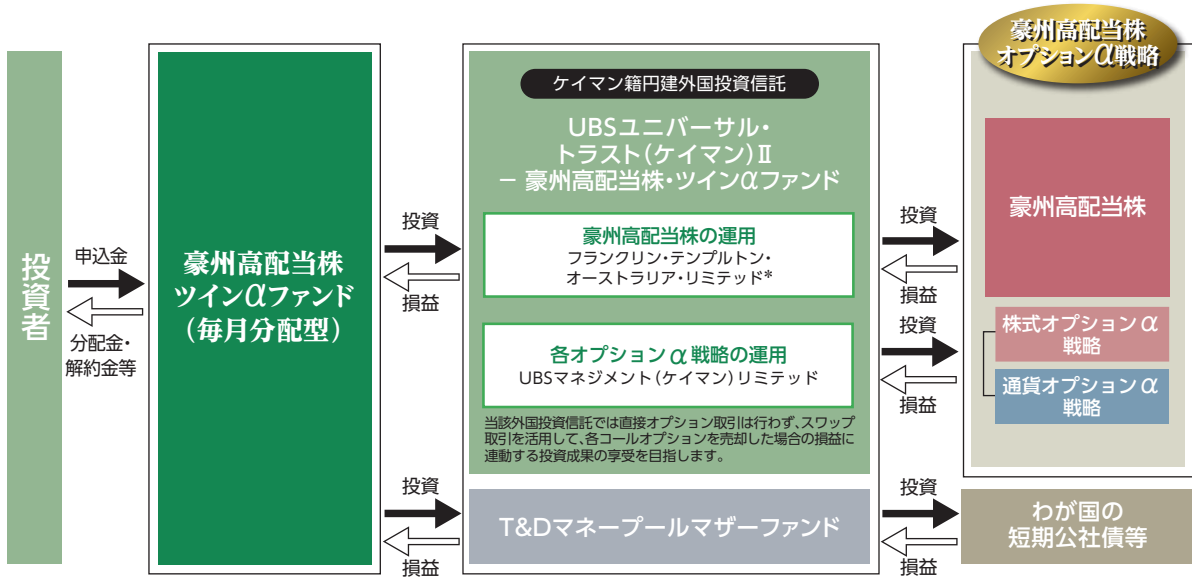 投資者
申込金
分配金・
解約金等
豪州高配当株
ツインαファンド
(毎月分配型)
投資
損益
投資
損益
ケイマン籍円建外国投資信託
UBSユニバーサル・
トラスト(ケイマン)Ⅱ
－ 豪州高配当株・ツインαファンド
豪州高配当株の運用
フランクリン・テンプルトン・
オーストラリア・リミテッド*
各オプションα戦略の運用
UBSマネジメント(ケイマン)リミテッド
当該外国投資信託では直接オプション取引は行わず、スワップ
取引を活用して、各コールオプションを売却した場合の損益に
連動する投資成果の享受を目指します。
T&Dマネープールマザーファンド
投資
損益
投資
損益
投資
損益
豪州高配当株
オプションα戦略
豪州高配当株
株式オプションα
戦略
通貨オプションα
戦略
わが国の
短期公社債等